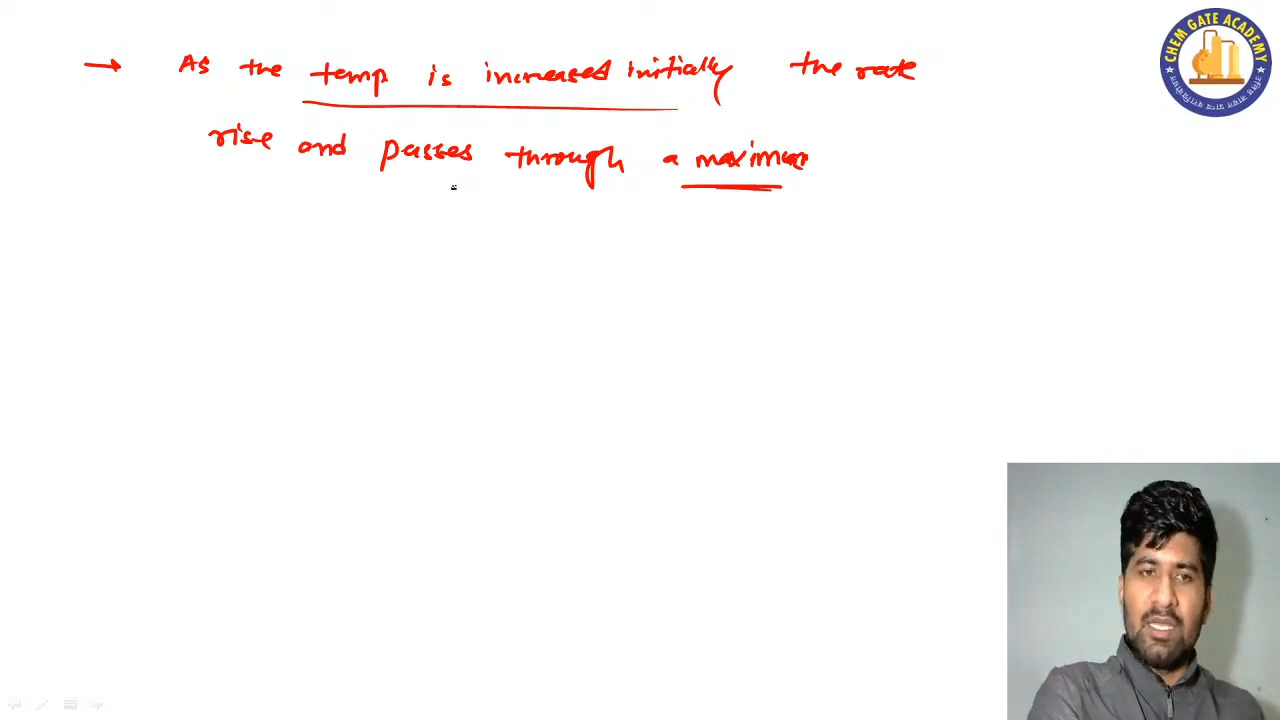 → As the temp is increased initially the rate
rise and passes through a maximum
CHEM GATE ACADEMY